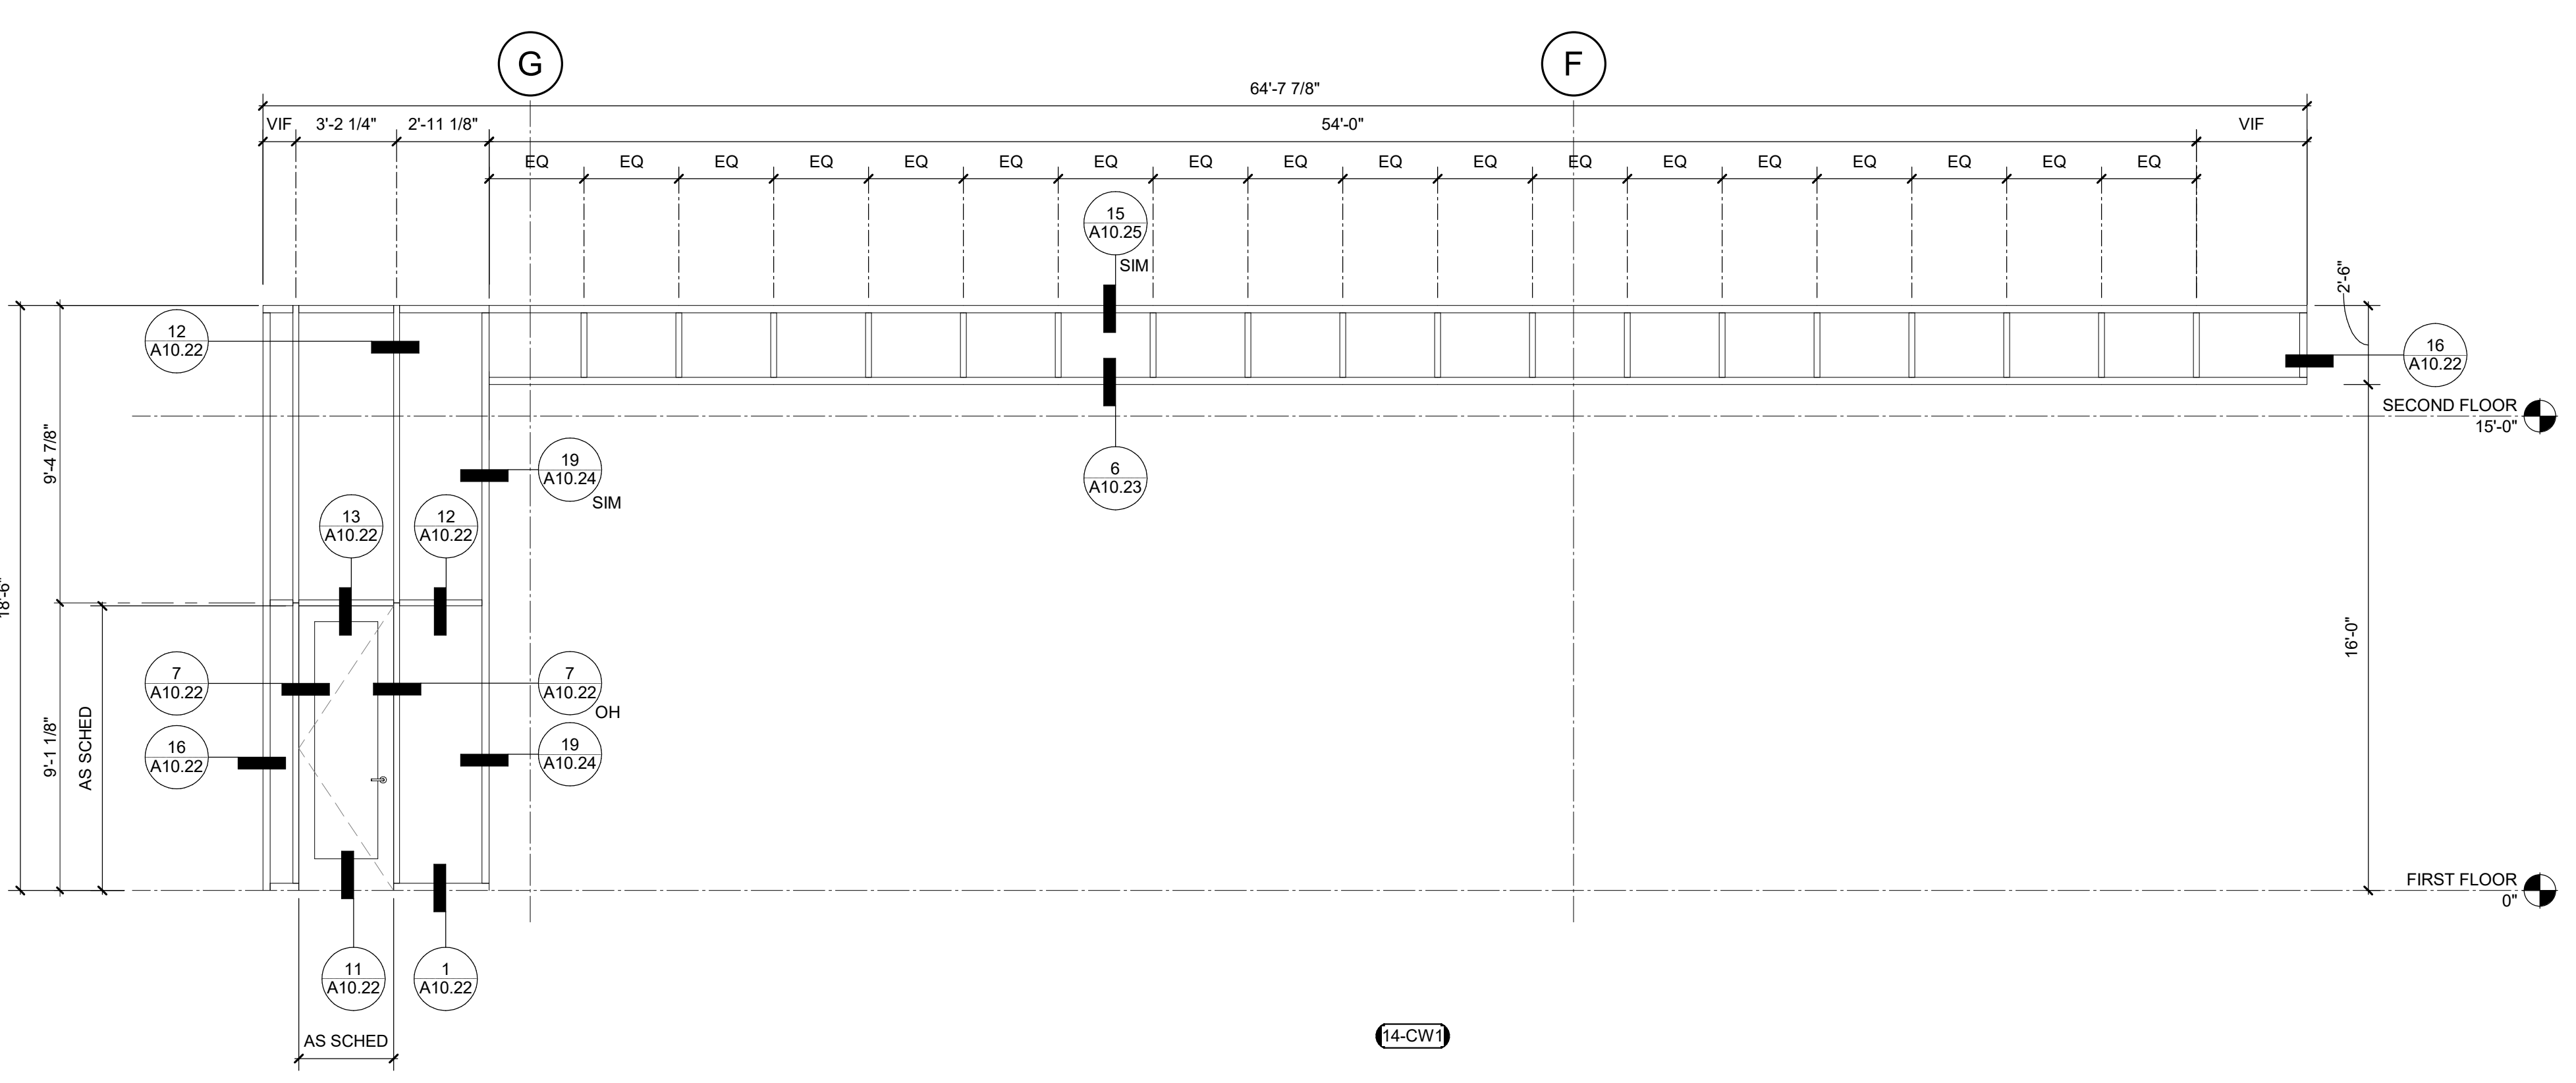 G
F
64'-7 7/8"
VIF
3'-2 1/4"
2'-11 1/8"
54'-0"
VIF
EQ EQ EQ EQ EQ EQ EQ EQ EQ EQ EQ EQ EQ EQ EQ EQ EQ EQ
15
A10.25
SIM
2'-6"
12
A10.22
16
A10.22
SECOND FLOOR
15'-0"
9'-4 7/8"
19
A10.24
SIM
6
A10.23
13
A10.22
12
A10.22
18'-6"
16'-0"
7
A10.22
7
A10.22
OH
9'-1 1/8"
AS SCHED
16
A10.22
19
A10.24
FIRST FLOOR
0"
11
A10.22
1
A10.22
AS SCHED
14-CW1